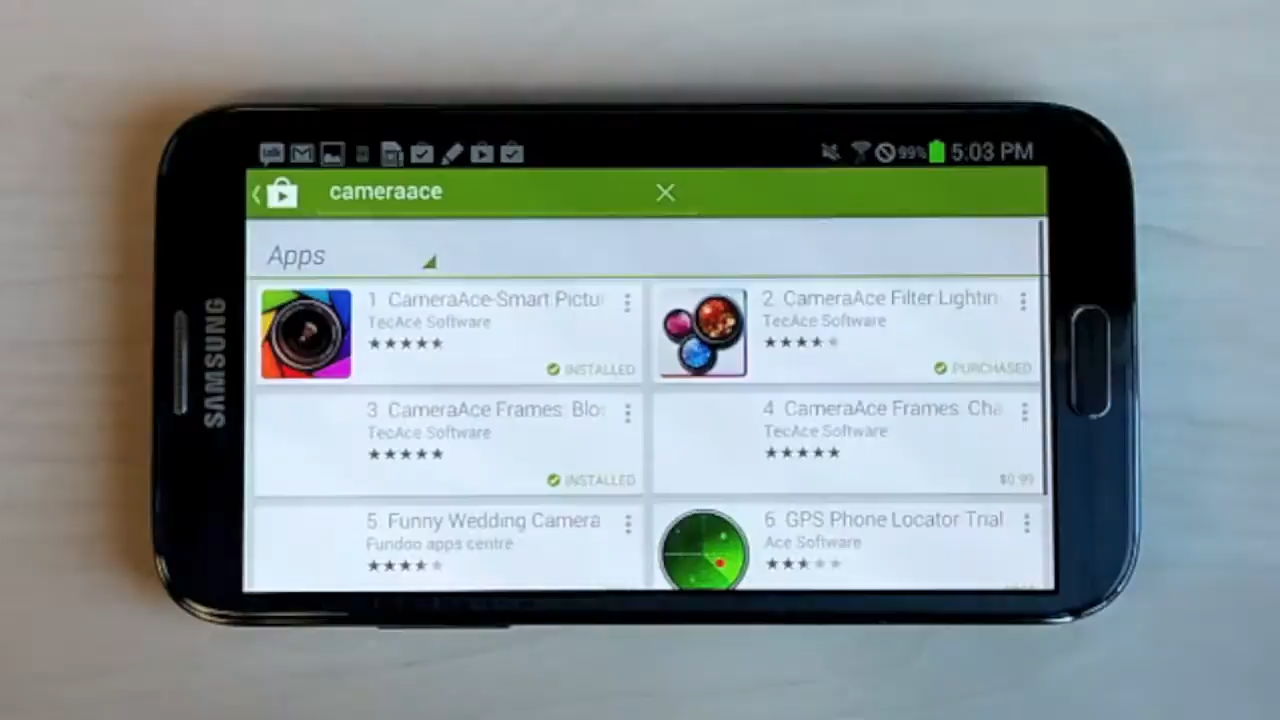 99% 5:03 PM
cameraace
Apps
1 CameraAce-Smart Pictu
TecAce Software
INSTALLED
2 CameraAce Filter Lightin
TecAce Software
PURCHASED
3 CameraAce Frames: Blo
TecAce Software
INSTALLED
4 CameraAce Frames: Cha
TecAce Software
$0.99
5 Funny Wedding Camera
Fundoo apps centre
6 GPS Phone Locator Trial
Ace Software
SAMSUNG